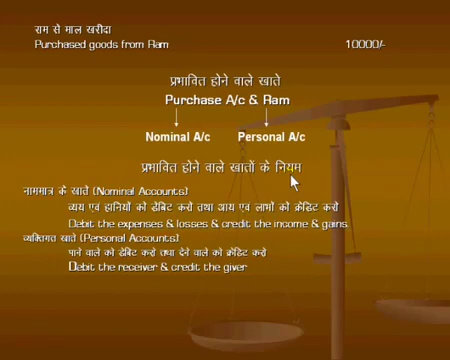 राम से माल खरीदा
Purchased goods from Ram 10000/-
प्रभावित होने वाले खाते
Purchase A/c & Ram
Nominal A/c Personal A/c
प्रभावित होने वाले खातों के नियम
नाममात्र के खाते (Nominal Accounts)
व्यय एवं हानियों को डेबिट करो तथा आय एवं लाभों को क्रेडिट करो
Debit the expenses & losses & credit the income & gains
व्यक्तिगत खाते (Personal Accounts)
पाने वाले को डेबिट करो तथा देने वाले को क्रेडिट करो
Debit the receiver & credit the giver